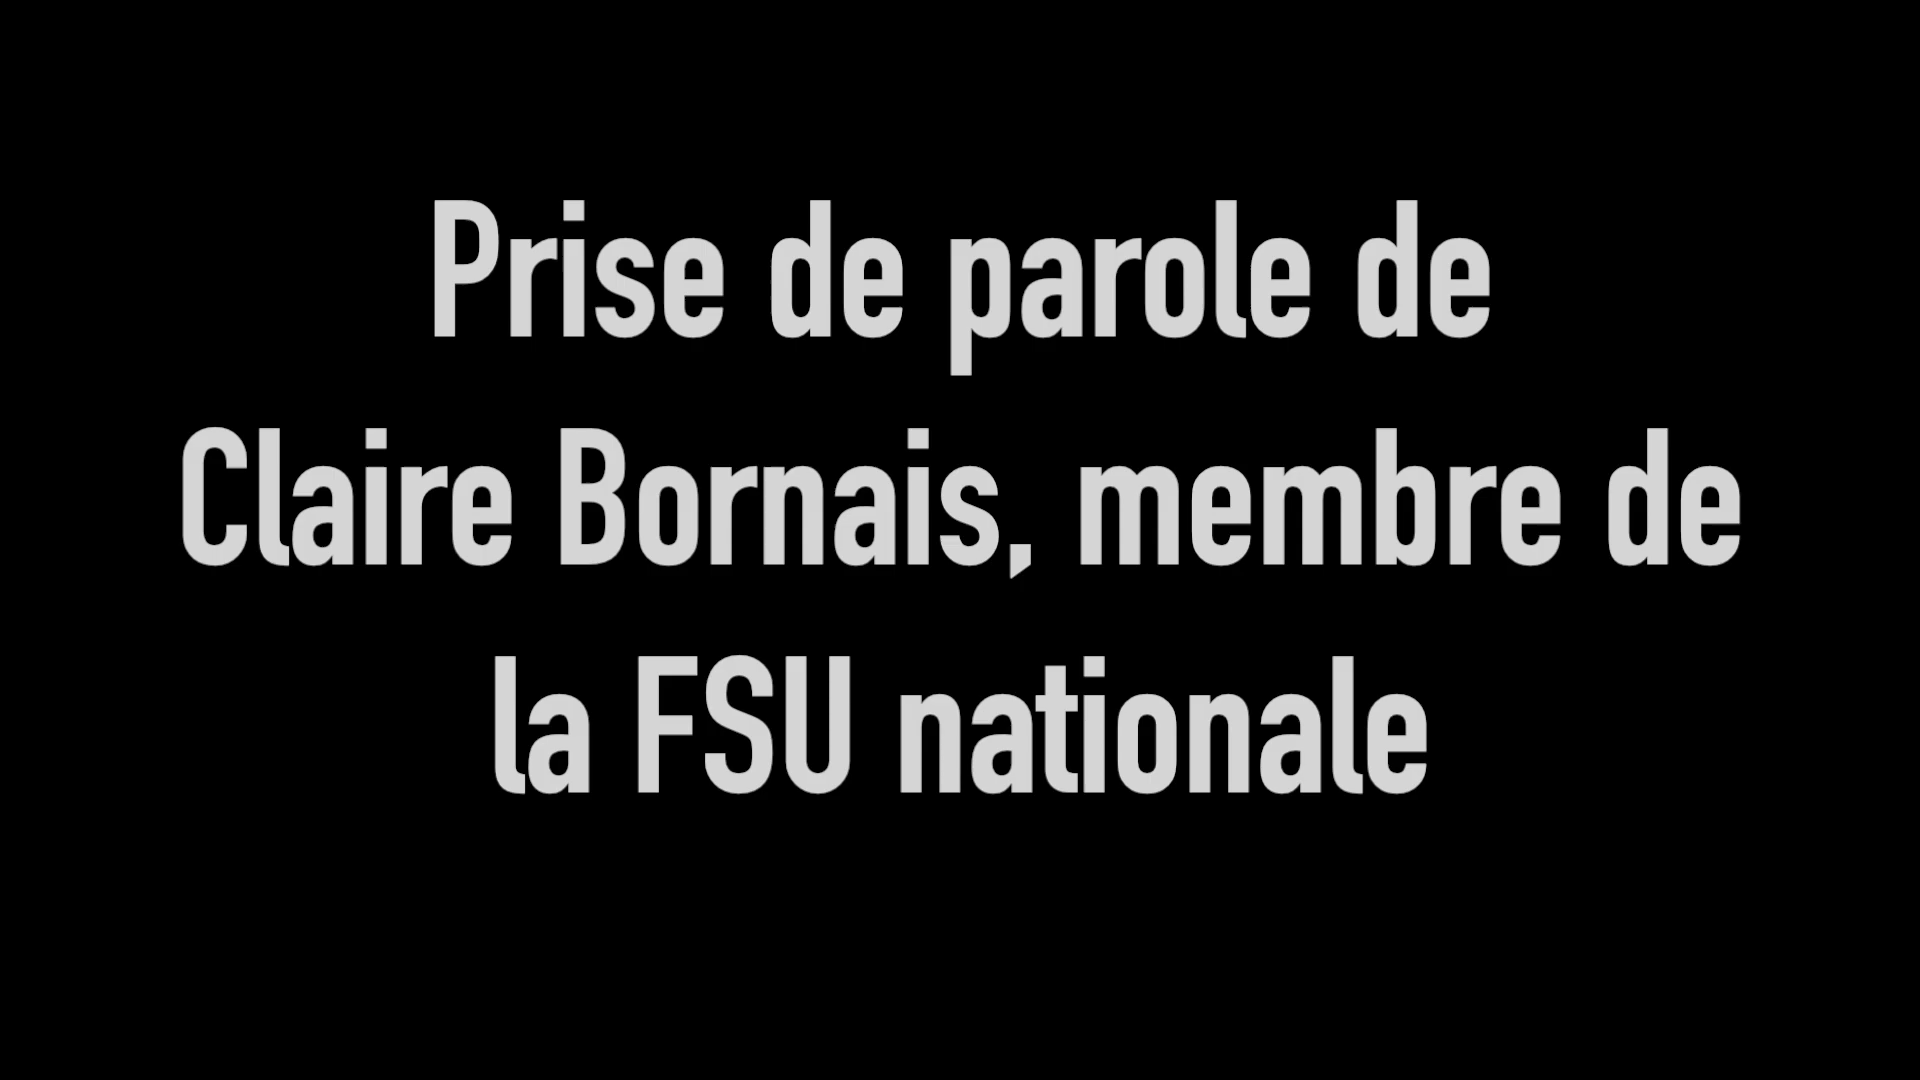 Prise de parole de
Claire Bornais, membre de
la FSU nationale